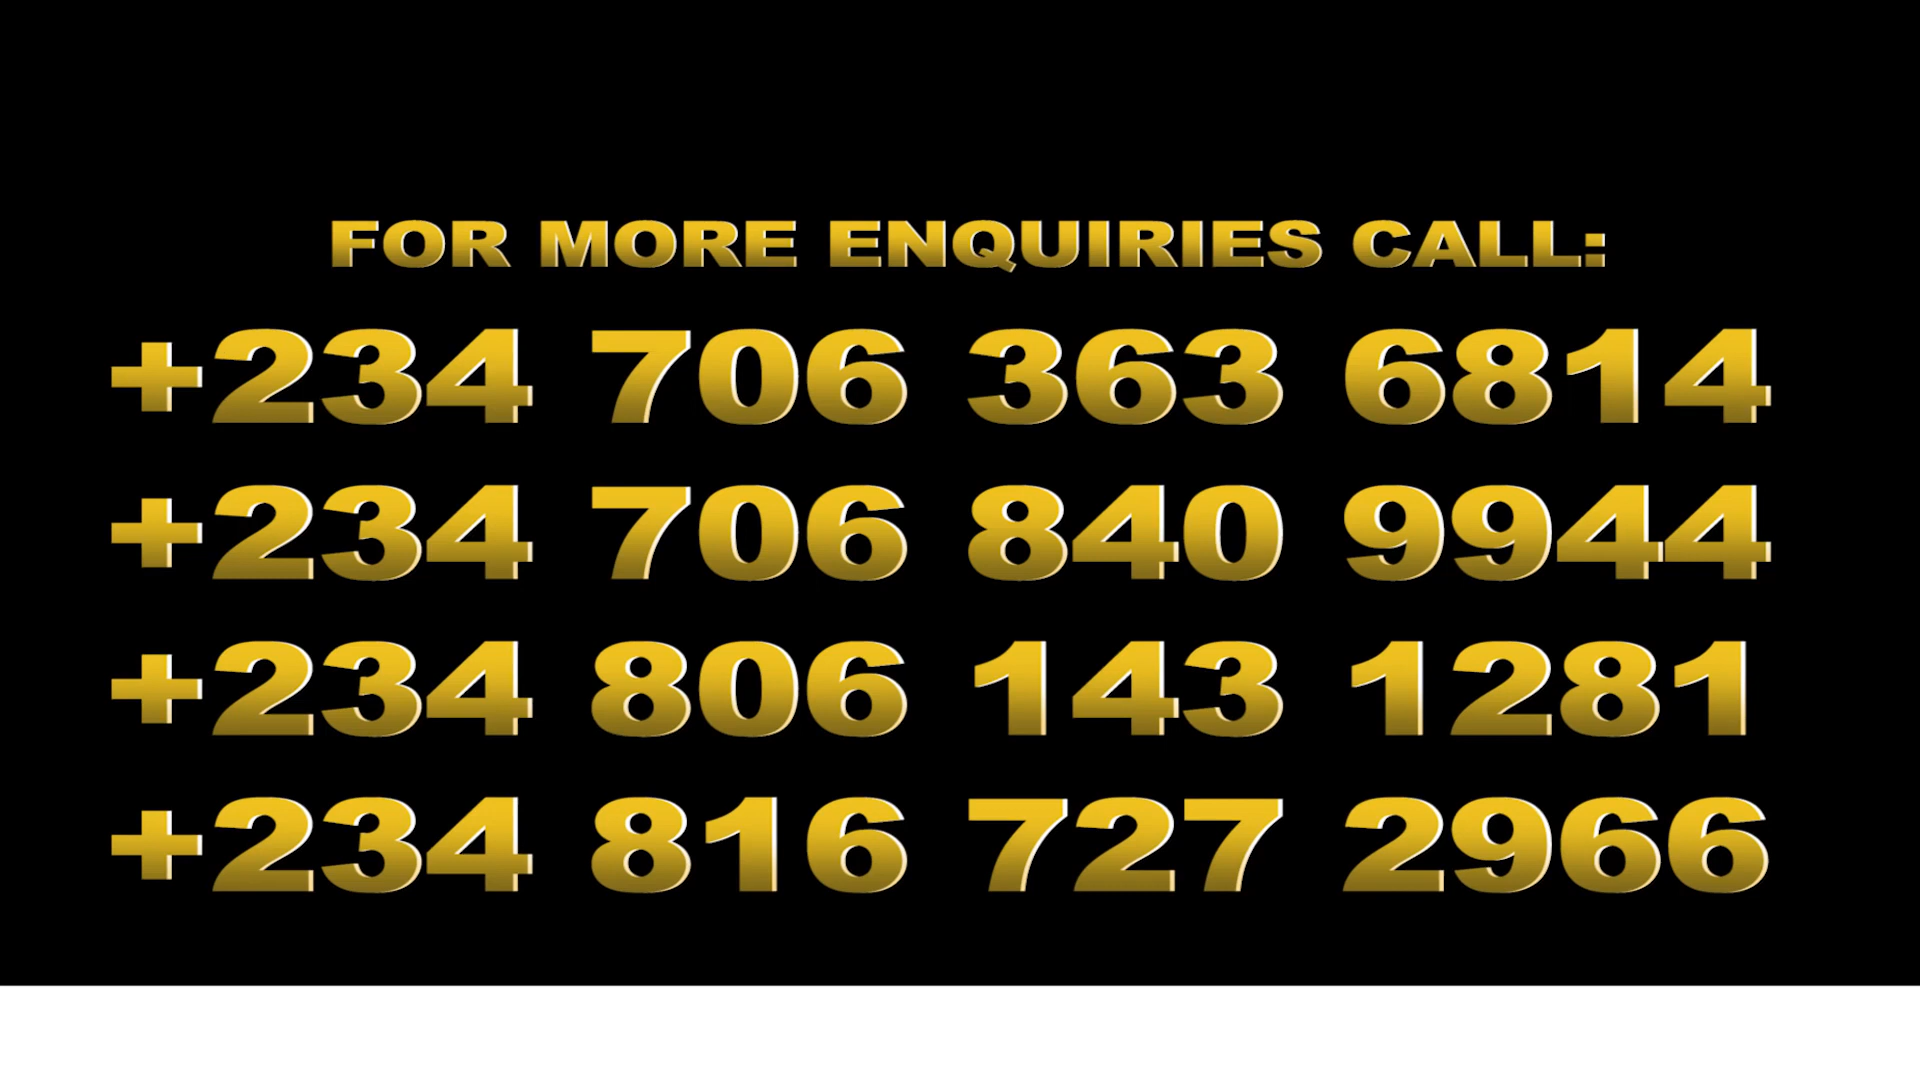 FOR MORE ENQUIRIES CALL:
+234 706 363 6814
+234 706 840 9944
+234 806 143 1281
+234 816 727 2966